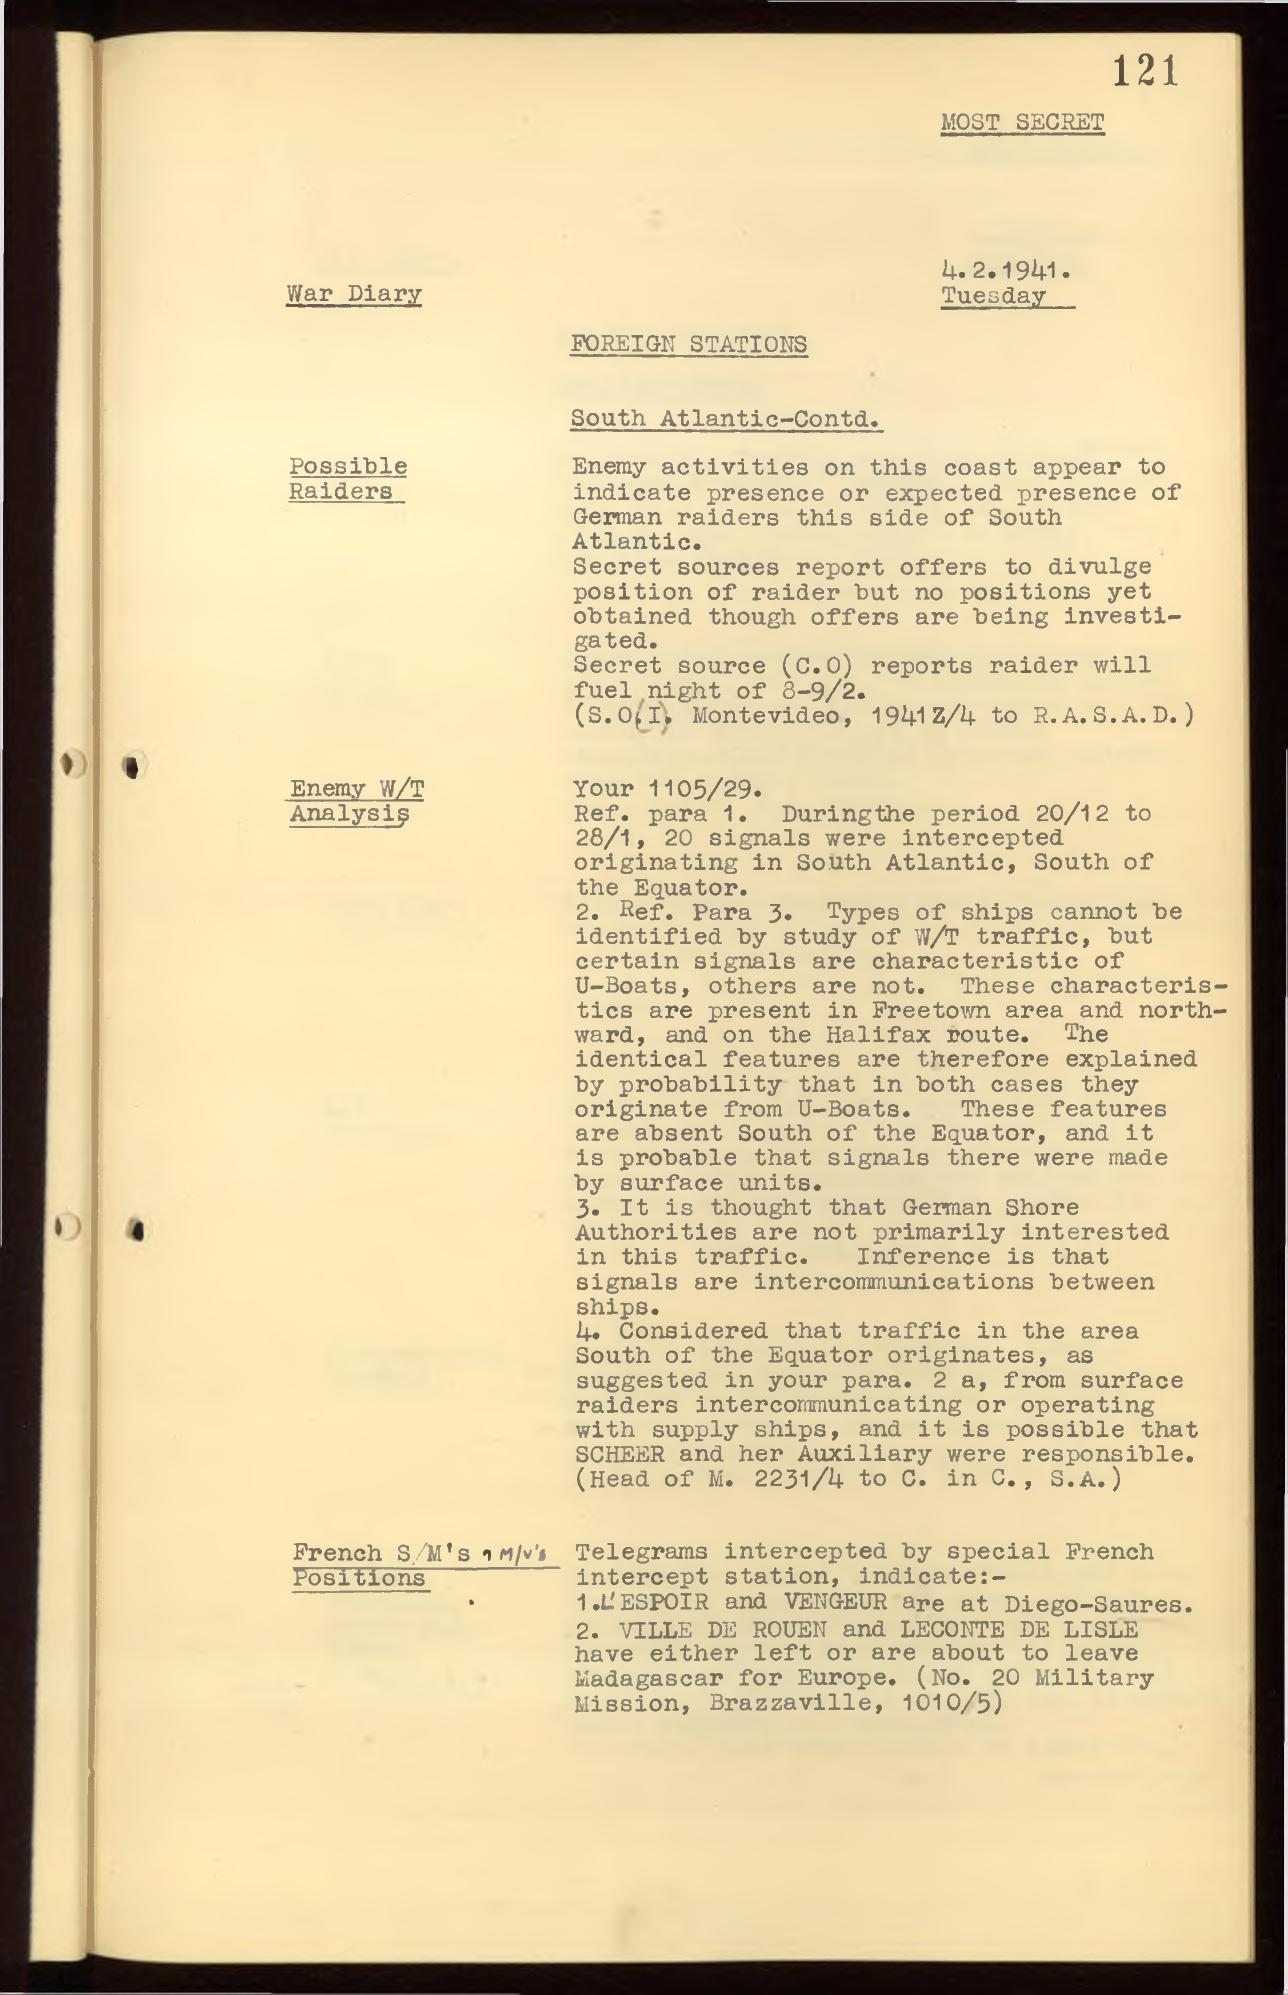 121
MOST SECRET
4.2.1941.
War Diary
Tuesday
FOREIGN STATIONS
South Atlantic-Contd.
Possible
Raiders
Enemy activities on this coast appear to
indicate presence or expected presence of
German raiders this side of South
Atlantic.
Secret sources report offers to divulge
position of raider but no positions yet
obtained though offers are being investi-
gated.
Secret source (C.O) reports raider will
fuel night of 8-9/2.
(S.O.(I). Montevideo, 1941Z/4 to R.A.S.A.D.)
Enemy W/T
Analysis
Your 1105/29.
Ref. para 1. Duringthe period 20/12 to
28/1, 20 signals were intercepted
originating in South Atlantic, South of
the Equator.
2. Ref. Para 3. Types of ships cannot be
identified by study of W/T traffic, but
certain signals are characteristic of
U-Boats, others are not. These characteris-
tics are present in Freetown area and north-
ward, and on the Halifax route. The
identical features are therefore explained
by probability that in both cases they
originate from U-Boats. These features
are absent South of the Equator, and it
is probable that signals there were made
by surface units.
3. It is thought that German Shore
Authorities are not primarily interested
in this traffic. Inference is that
signals are intercommunications between
ships.
4. Considered that traffic in the area
South of the Equator originates, as
suggested in your para. 2 a, from surface
raiders intercommunicating or operating
with supply ships, and it is possible that
SCHEER and her Auxiliary were responsible.
(Head of M. 2231/4 to C. in C., S.A.)
French S/M's M/V's
Positions
Telegrams intercepted by special French
intercept station, indicate:-
1.L'ESPOIR and VENGEUR are at Diego-Saures.
2. VILLE DE ROUEN and LECONTE DE LISLE
have either left or are about to leave
Madagascar for Europe. (No. 20 Military
Mission, Brazzaville, 1010/5)